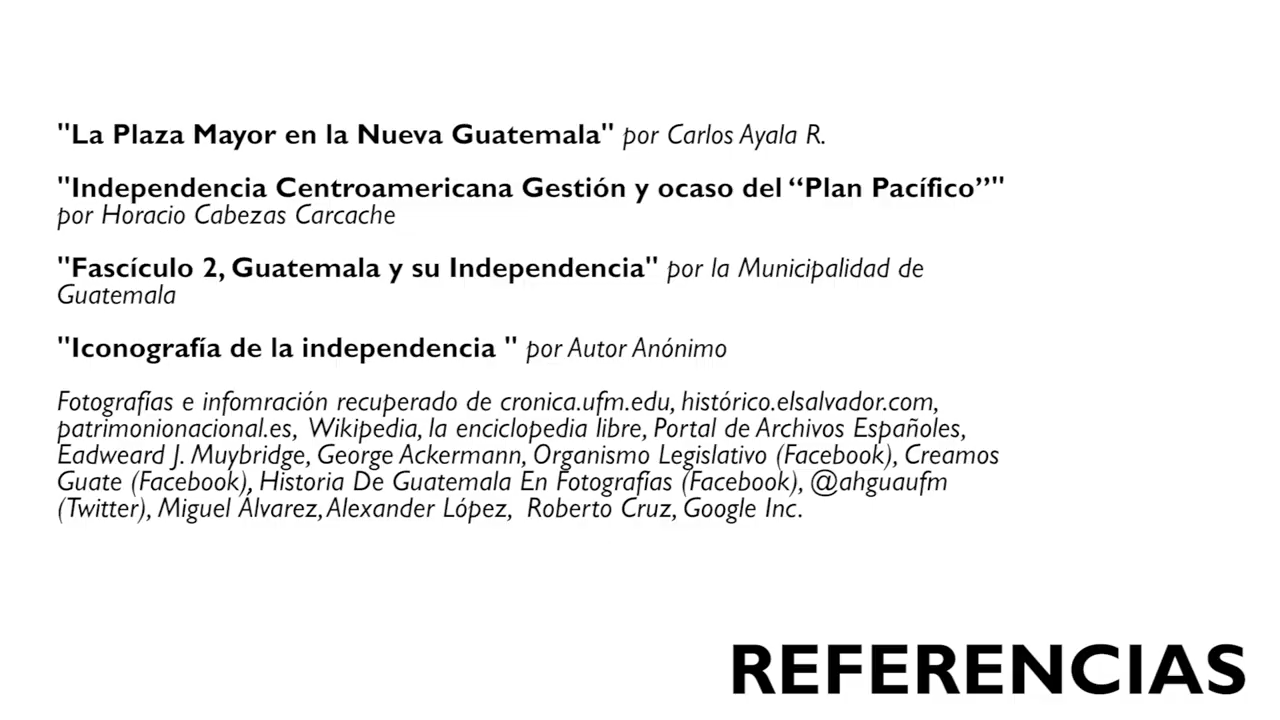 "La Plaza Mayor en la Nueva Guatemala" por Carlos Ayala R.
"Independencia Centroamericana Gestión y ocaso del “Plan Pacífico”"
por Horacio Cabezas Carcache
"Fascículo 2, Guatemala y su Independencia" por la Municipalidad de
Guatemala
"Iconografía de la independencia " por Autor Anónimo
Fotografías e infomración recuperado de cronica.ufm.edu, histórico.elsalvador.com,
patrimonionacional.es, Wikipedia, la enciclopedia libre, Portal de Archivos Españoles,
Eadweard J. Muybridge, George Ackermann, Organismo Legislativo (Facebook), Creamos
Guate (Facebook), Historia De Guatemala En Fotografías (Facebook), @ahguaufm
(Twitter), Miguel Álvarez, Alexander López, Roberto Cruz, Google Inc.
REFERENCIAS